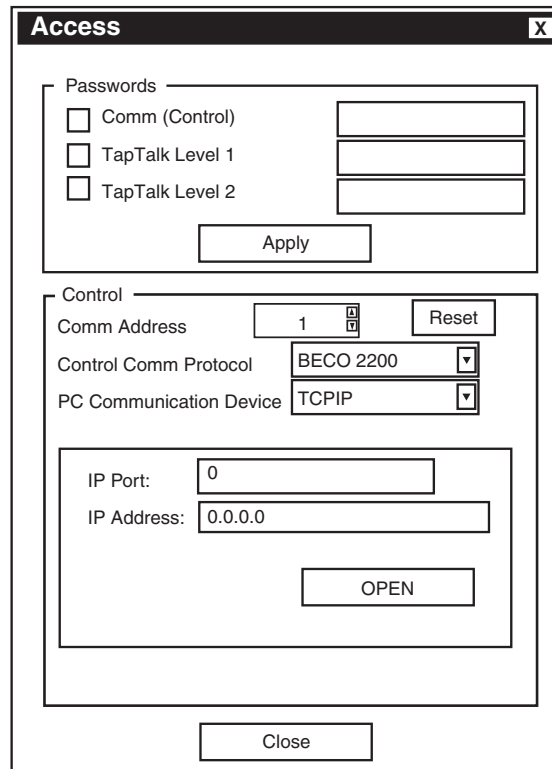 Access X
Passwords
Comm (Control)
TapTalk Level 1
TapTalk Level 2
Apply
Control
Comm Address 1 Reset
Control Comm Protocol BECO 2200
PC Communication Device TCPIP
IP Port: 0
IP Address: 0.0.0.0
OPEN
Close